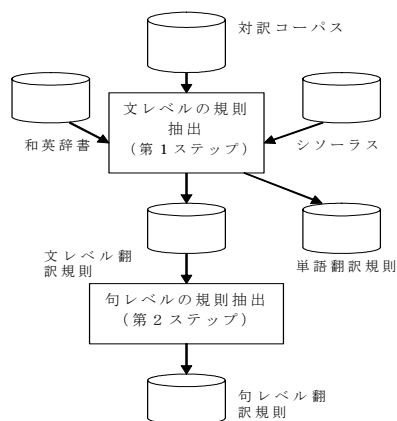 対訳コーパス
文レベルの規則
抽出
（第1ステップ）
和英辞書
シソーラス
文レベル翻
訳規則
単語翻訳規則
句レベルの規則抽出
（第２ステップ）
句レベル翻
訳規則